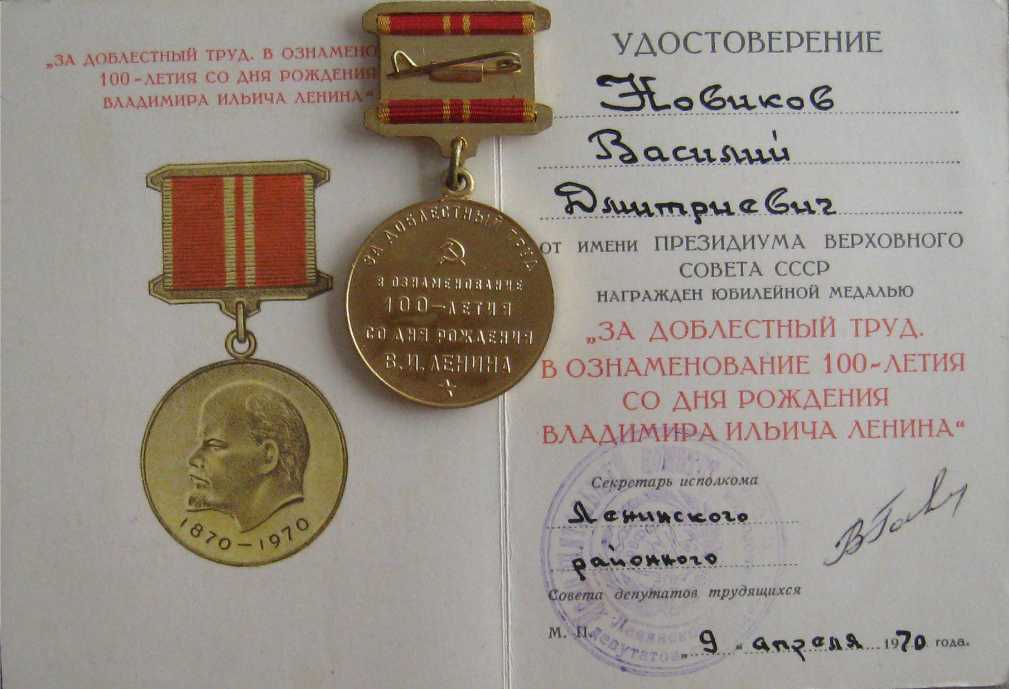 „ЗА ДОБЛЕСТНЫЙ ТРУД. В ОЗНАМЕНО
100-ЛЕТИЯ СО ДНЯ РОЖДЕНИЯ
ВЛАДИМИРА ИЛЬИЧА ЛЕНИНА“
1870–1970
ЗА ДОБЛЕСТНЫЙ ТРУД
В ОЗНАМЕНОВАНИЕ
100-ЛЕТИЯ
СО ДНЯ РОЖДЕНИЯ
В.И. ЛЕНИНА
УДОСТОВЕРЕНИЕ
Новиков
Василий
Дмитриевич
ОТ ИМЕНИ ПРЕЗИДИУМА ВЕРХОВНОГО
СОВЕТА СССР
НАГРАЖДЕН ЮБИЛЕЙНОЙ МЕДАЛЬЮ
„ЗА ДОБЛЕСТНЫЙ ТРУД.
В ОЗНАМЕНОВАНИЕ 100-ЛЕТИЯ
СО ДНЯ РОЖДЕНИЯ
ВЛАДИМИРА ИЛЬИЧА ЛЕНИНА“
Секретарь исполкома
Ленинского
районного
Совета депутатов трудящихся
М. П.
„9“ апреля 1970 года.
депутатов